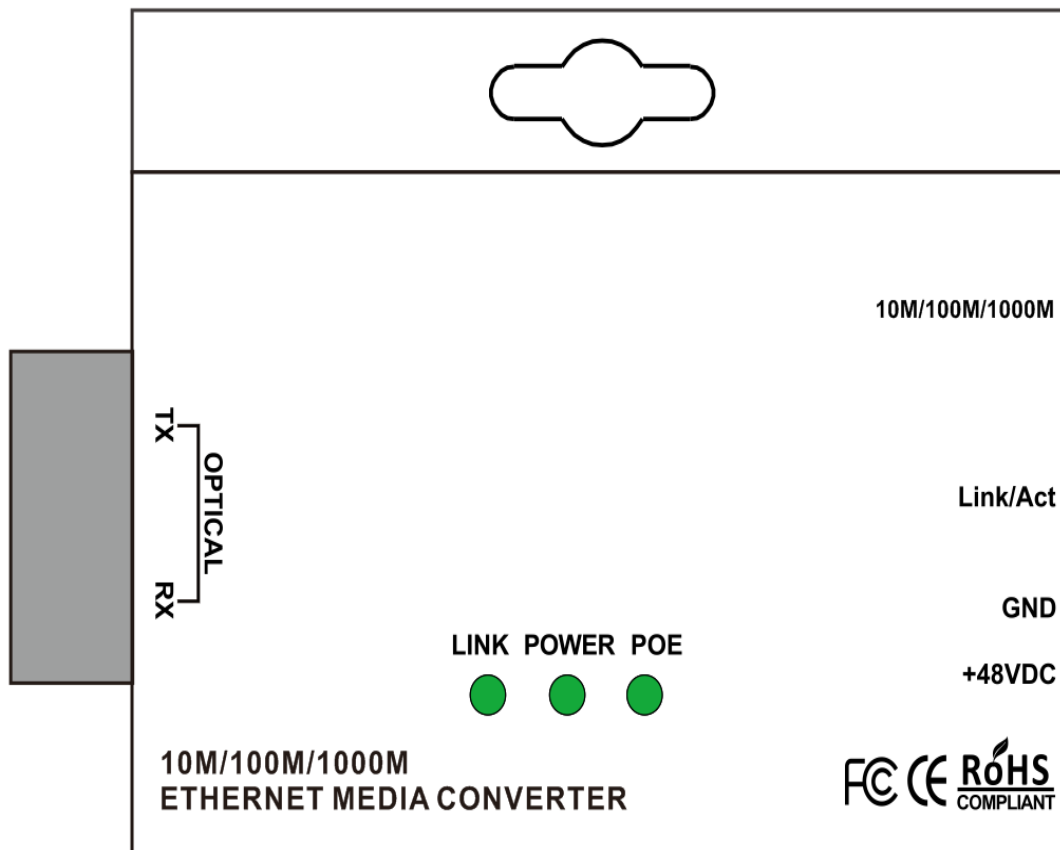 10M/100M/1000M
TX
OPTICAL
RX
Link/Act
GND
+48VDC
LINK POWER POE
10M/100M/1000M
ETHERNET MEDIA CONVERTER
FC CE RoHS
COMPLIANT